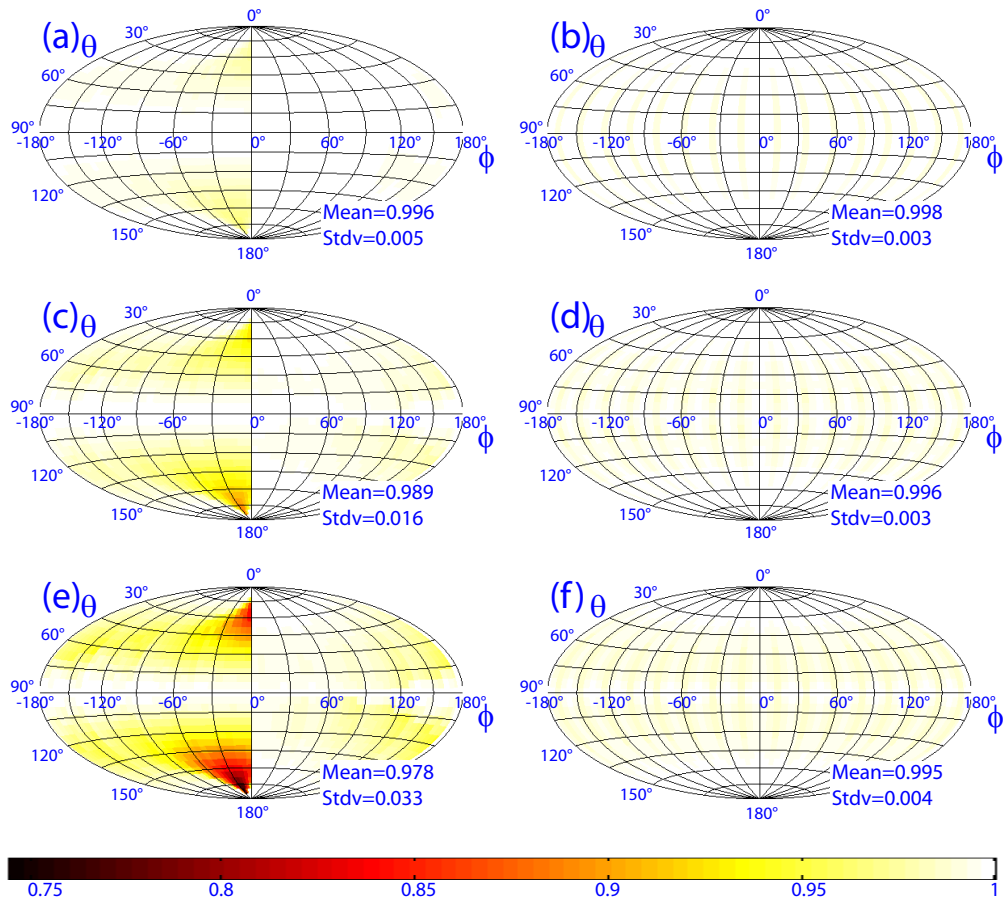 (a) θ
0°
30°
60°
90°
-180° -120° -60° 0° 60° 120° 180°
ϕ
120°
150°
180°
Mean=0.996
Stdv=0.005
(b) θ
0°
30°
60°
90°
-180° -120° -60° 0° 60° 120° 180°
ϕ
120°
150°
180°
Mean=0.998
Stdv=0.003
(c) θ
0°
30°
60°
90°
-180° -120° -60° 0° 60° 120° 180°
ϕ
120°
150°
180°
Mean=0.989
Stdv=0.016
(d) θ
0°
30°
60°
90°
-180° -120° -60° 0° 60° 120° 180°
ϕ
120°
150°
180°
Mean=0.996
Stdv=0.003
(e) θ
0°
30°
60°
90°
-180° -120° -60° 0° 60° 120° 180°
ϕ
120°
150°
180°
Mean=0.978
Stdv=0.033
(f) θ
0°
30°
60°
90°
-180° -120° -60° 0° 60° 120° 180°
ϕ
120°
150°
180°
Mean=0.995
Stdv=0.004
0.75 0.8 0.85 0.9 0.95 1